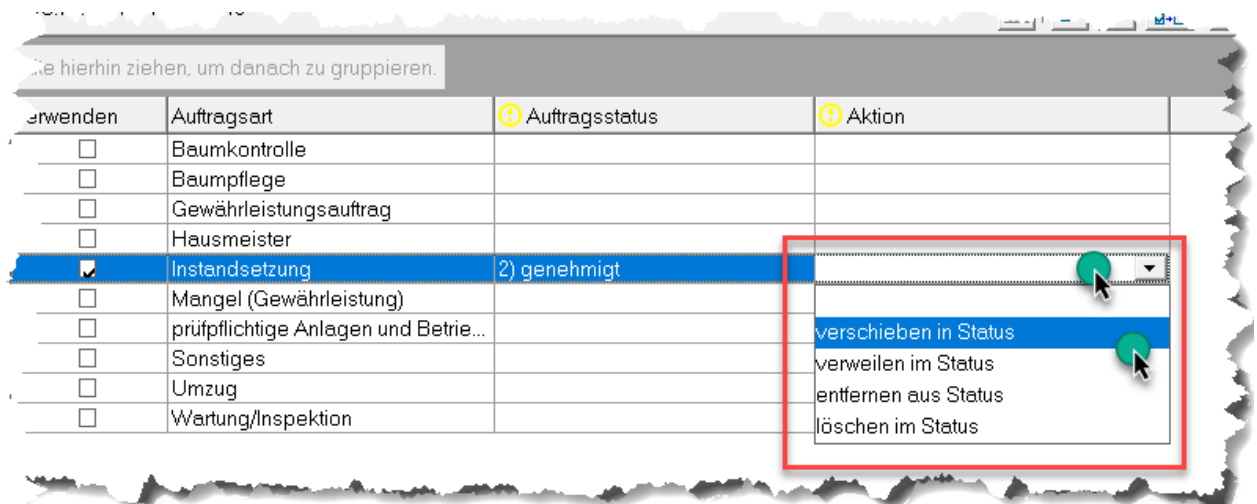 hierhin ziehen, um danach zu gruppieren.
erwenden Auftragsart Auftragsstatus Aktion
Baumkontrolle
Baumpflege
Gewährleistungsauftrag
Hausmeister
Instandsetzung 2) genehmigt
Mangel (Gewährleistung)
prüfpflichtige Anlagen und Betrie...
verschieben in Status
Sonstiges
verweilen im Status
Umzug
entfernen aus Status
Wartung/Inspektion
löschen im Status